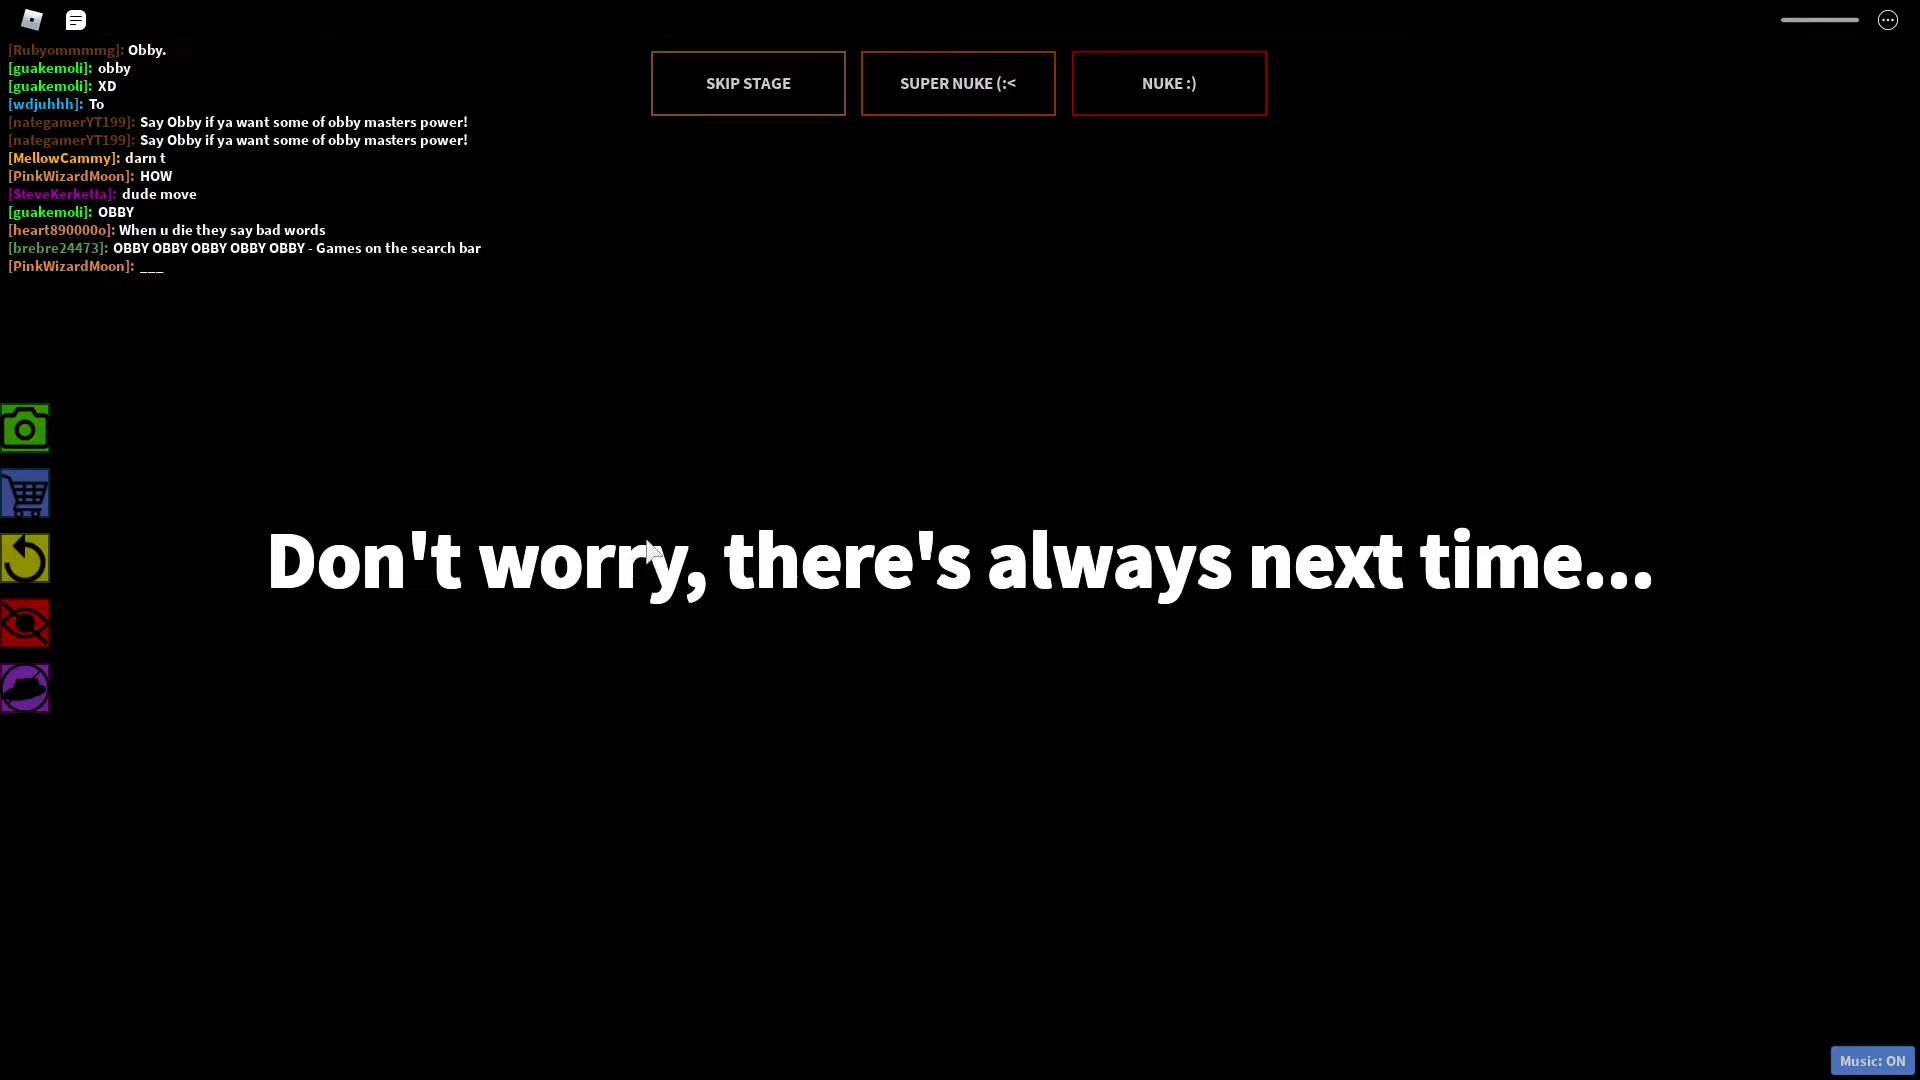 [Rubyommmmg]: Obby.
[guakemoli]: obby
[guakemoli]: XD
[wdjuhhh]: To
[nategamerYT199]: Say Obby if ya want some of obby masters power!
[nategamerYT199]: Say Obby if ya want some of obby masters power!
[MellowCammy]: darn t
[PinkWizardMoon]: HOW
[SteveKerketta]: dude move
[guakemoli]: OBBY
[heart890000o]: When u die they say bad words
[brebre24473]: OBBY OBBY OBBY OBBY OBBY - Games on the search bar
[PinkWizardMoon]: ___
SKIP STAGE
SUPER NUKE (:<
NUKE :)
Don't worry, there's always next time...
Music: ON